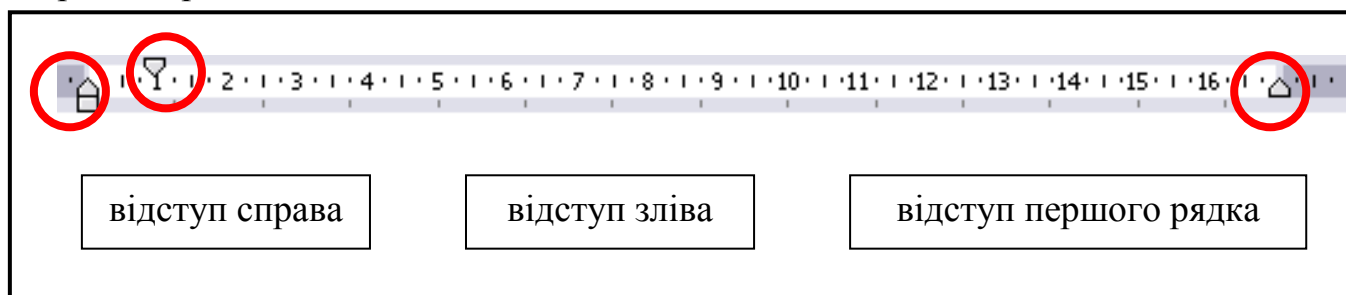 2 3 4 5 6 7 8 9 10 11 12 13 14 15 16
відступ справа
відступ зліва
відступ першого рядка